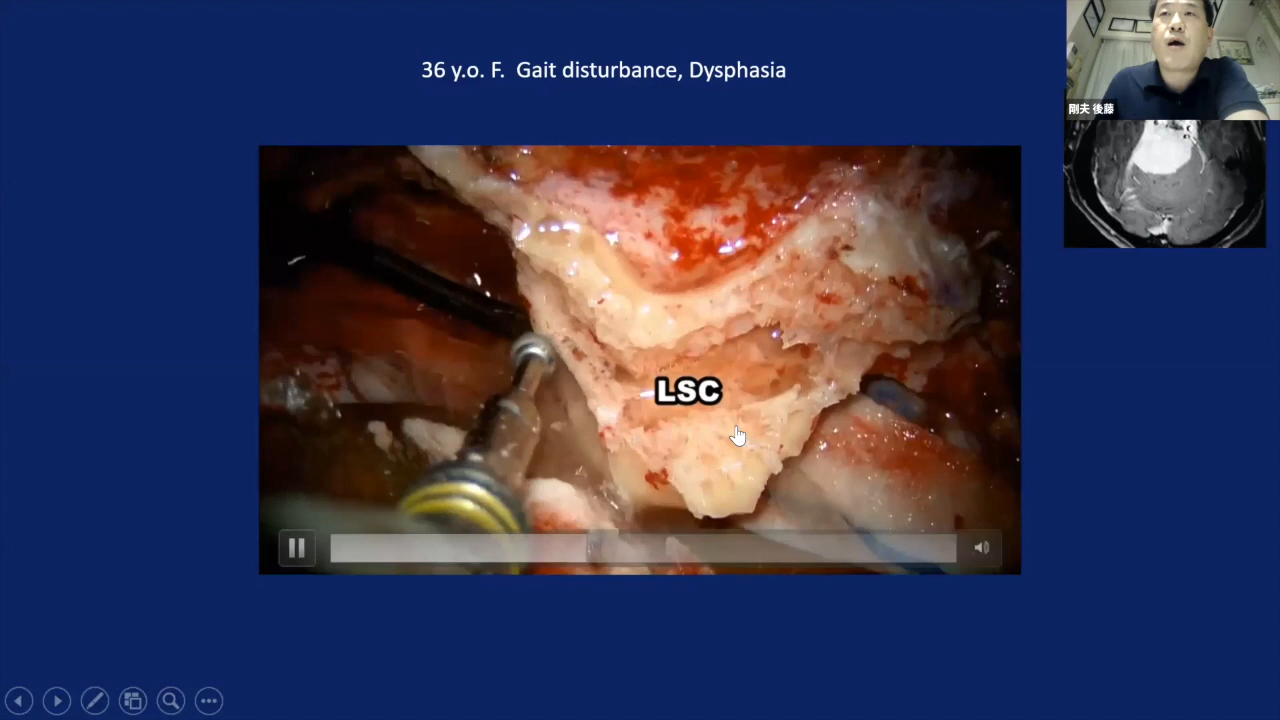 36 y.o. F. Gait disturbance, Dysphasia
剛夫 後藤
LSC